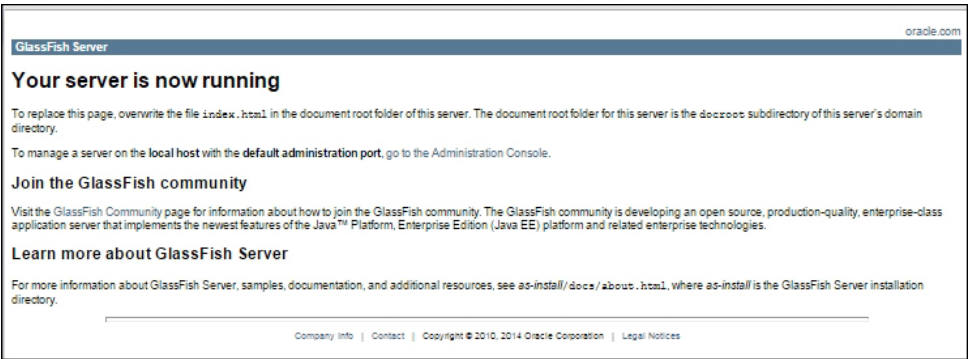 oracle.com
GlassFish Server
Your server is now running
To replace this page, overwrite the file index.html in the document root folder of this server. The document root folder for this server is the docroot subdirectory of this server's domain
directory.
To manage a server on the local host with the default administration port, go to the Administration Console.
Join the GlassFish community
Visit the GlassFish Community page for information about how to join the GlassFish community. The GlassFish community is developing an open source, production-quality, enterprise-class
application server that implements the newest features of the Java™ Platform, Enterprise Edition (Java EE) platform and related enterprise technologies.
Learn more about GlassFish Server
For more information about GlassFish Server, samples, documentation, and additional resources, see as-install/docs/about.html, where as-install is the GlassFish Server installation
directory.
Company Info | Contact | Copyright © 2010, 2014 Oracle Corporation | Legal Notices